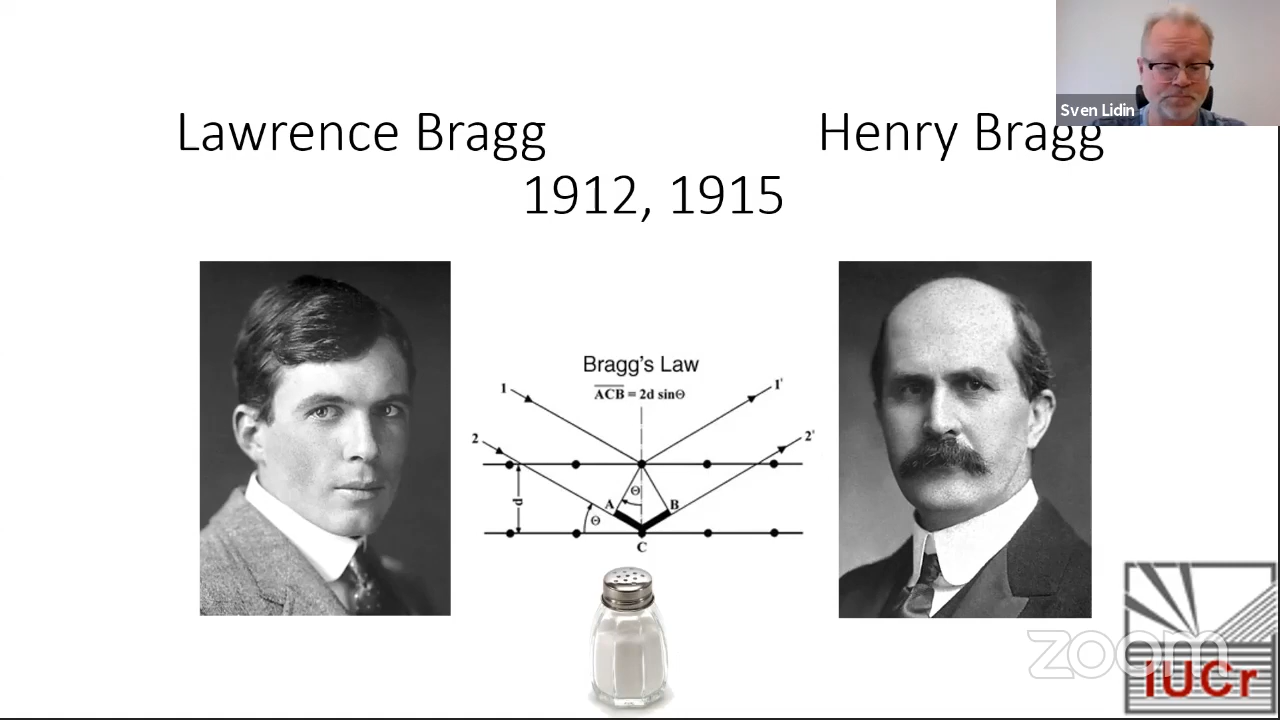 Sven Lidin
Lawrence Bragg
Henry Bragg
1912, 1915
Bragg's Law
ACB = 2d sinΘ
1
1'
2
2'
d
Θ
A
B
Θ
C
zoom
IUCr